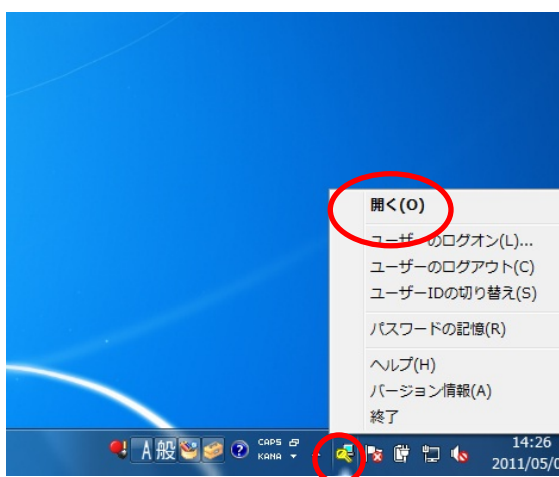 開く(O)
ユーザーのログオン(L)...
ユーザーのログアウト(C)
ユーザーIDの切り替え(S)
パスワードの記憶(R)
ヘルプ(H)
バージョン情報(A)
終了
A 般 ? CAPS
KANA
14:26
2011/05/0